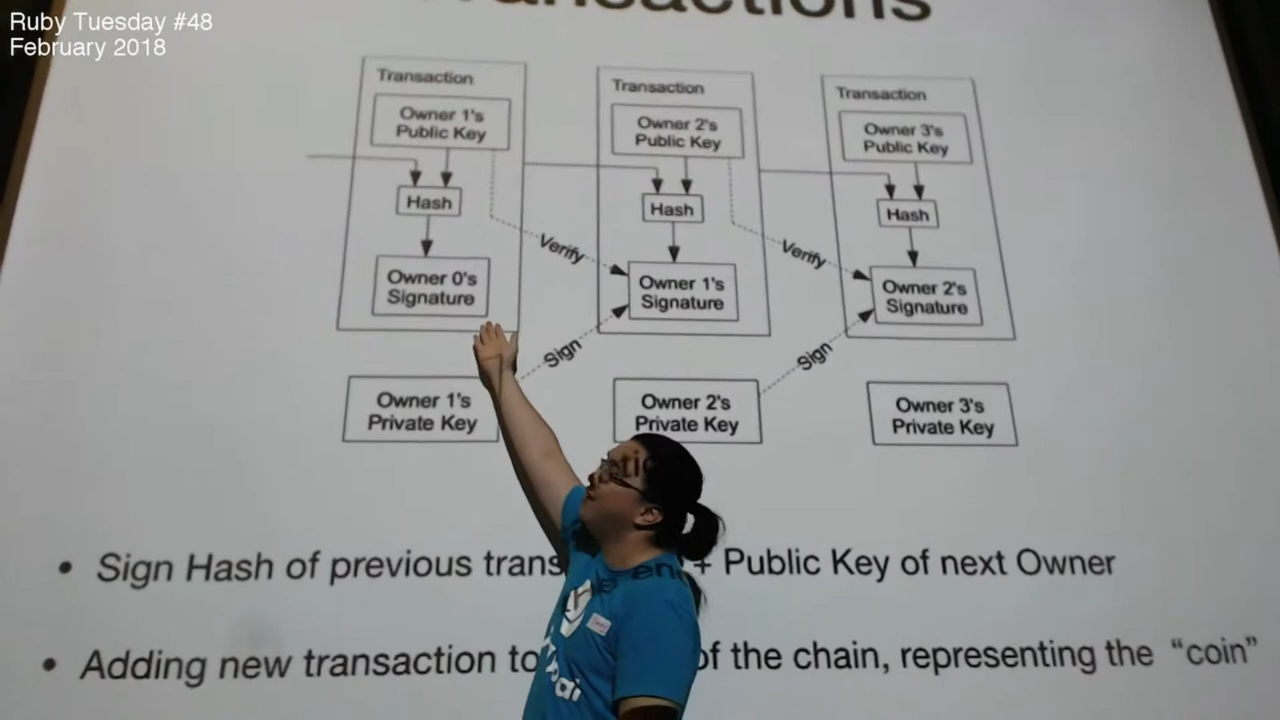 Ruby Tuesday #48
February 2018
Transactions
Transaction
Owner 1's
Public Key
Hash
Owner 0's
Signature
Transaction
Owner 2's
Public Key
Hash
Owner 1's
Signature
Transaction
Owner 3's
Public Key
Hash
Owner 2's
Signature
Verify
Verify
Sign
Sign
Owner 1's
Private Key
Owner 2's
Private Key
Owner 3's
Private Key
• Sign Hash of previous trans + Public Key of next Owner
• Adding new transaction to of the chain, representing the “coin”